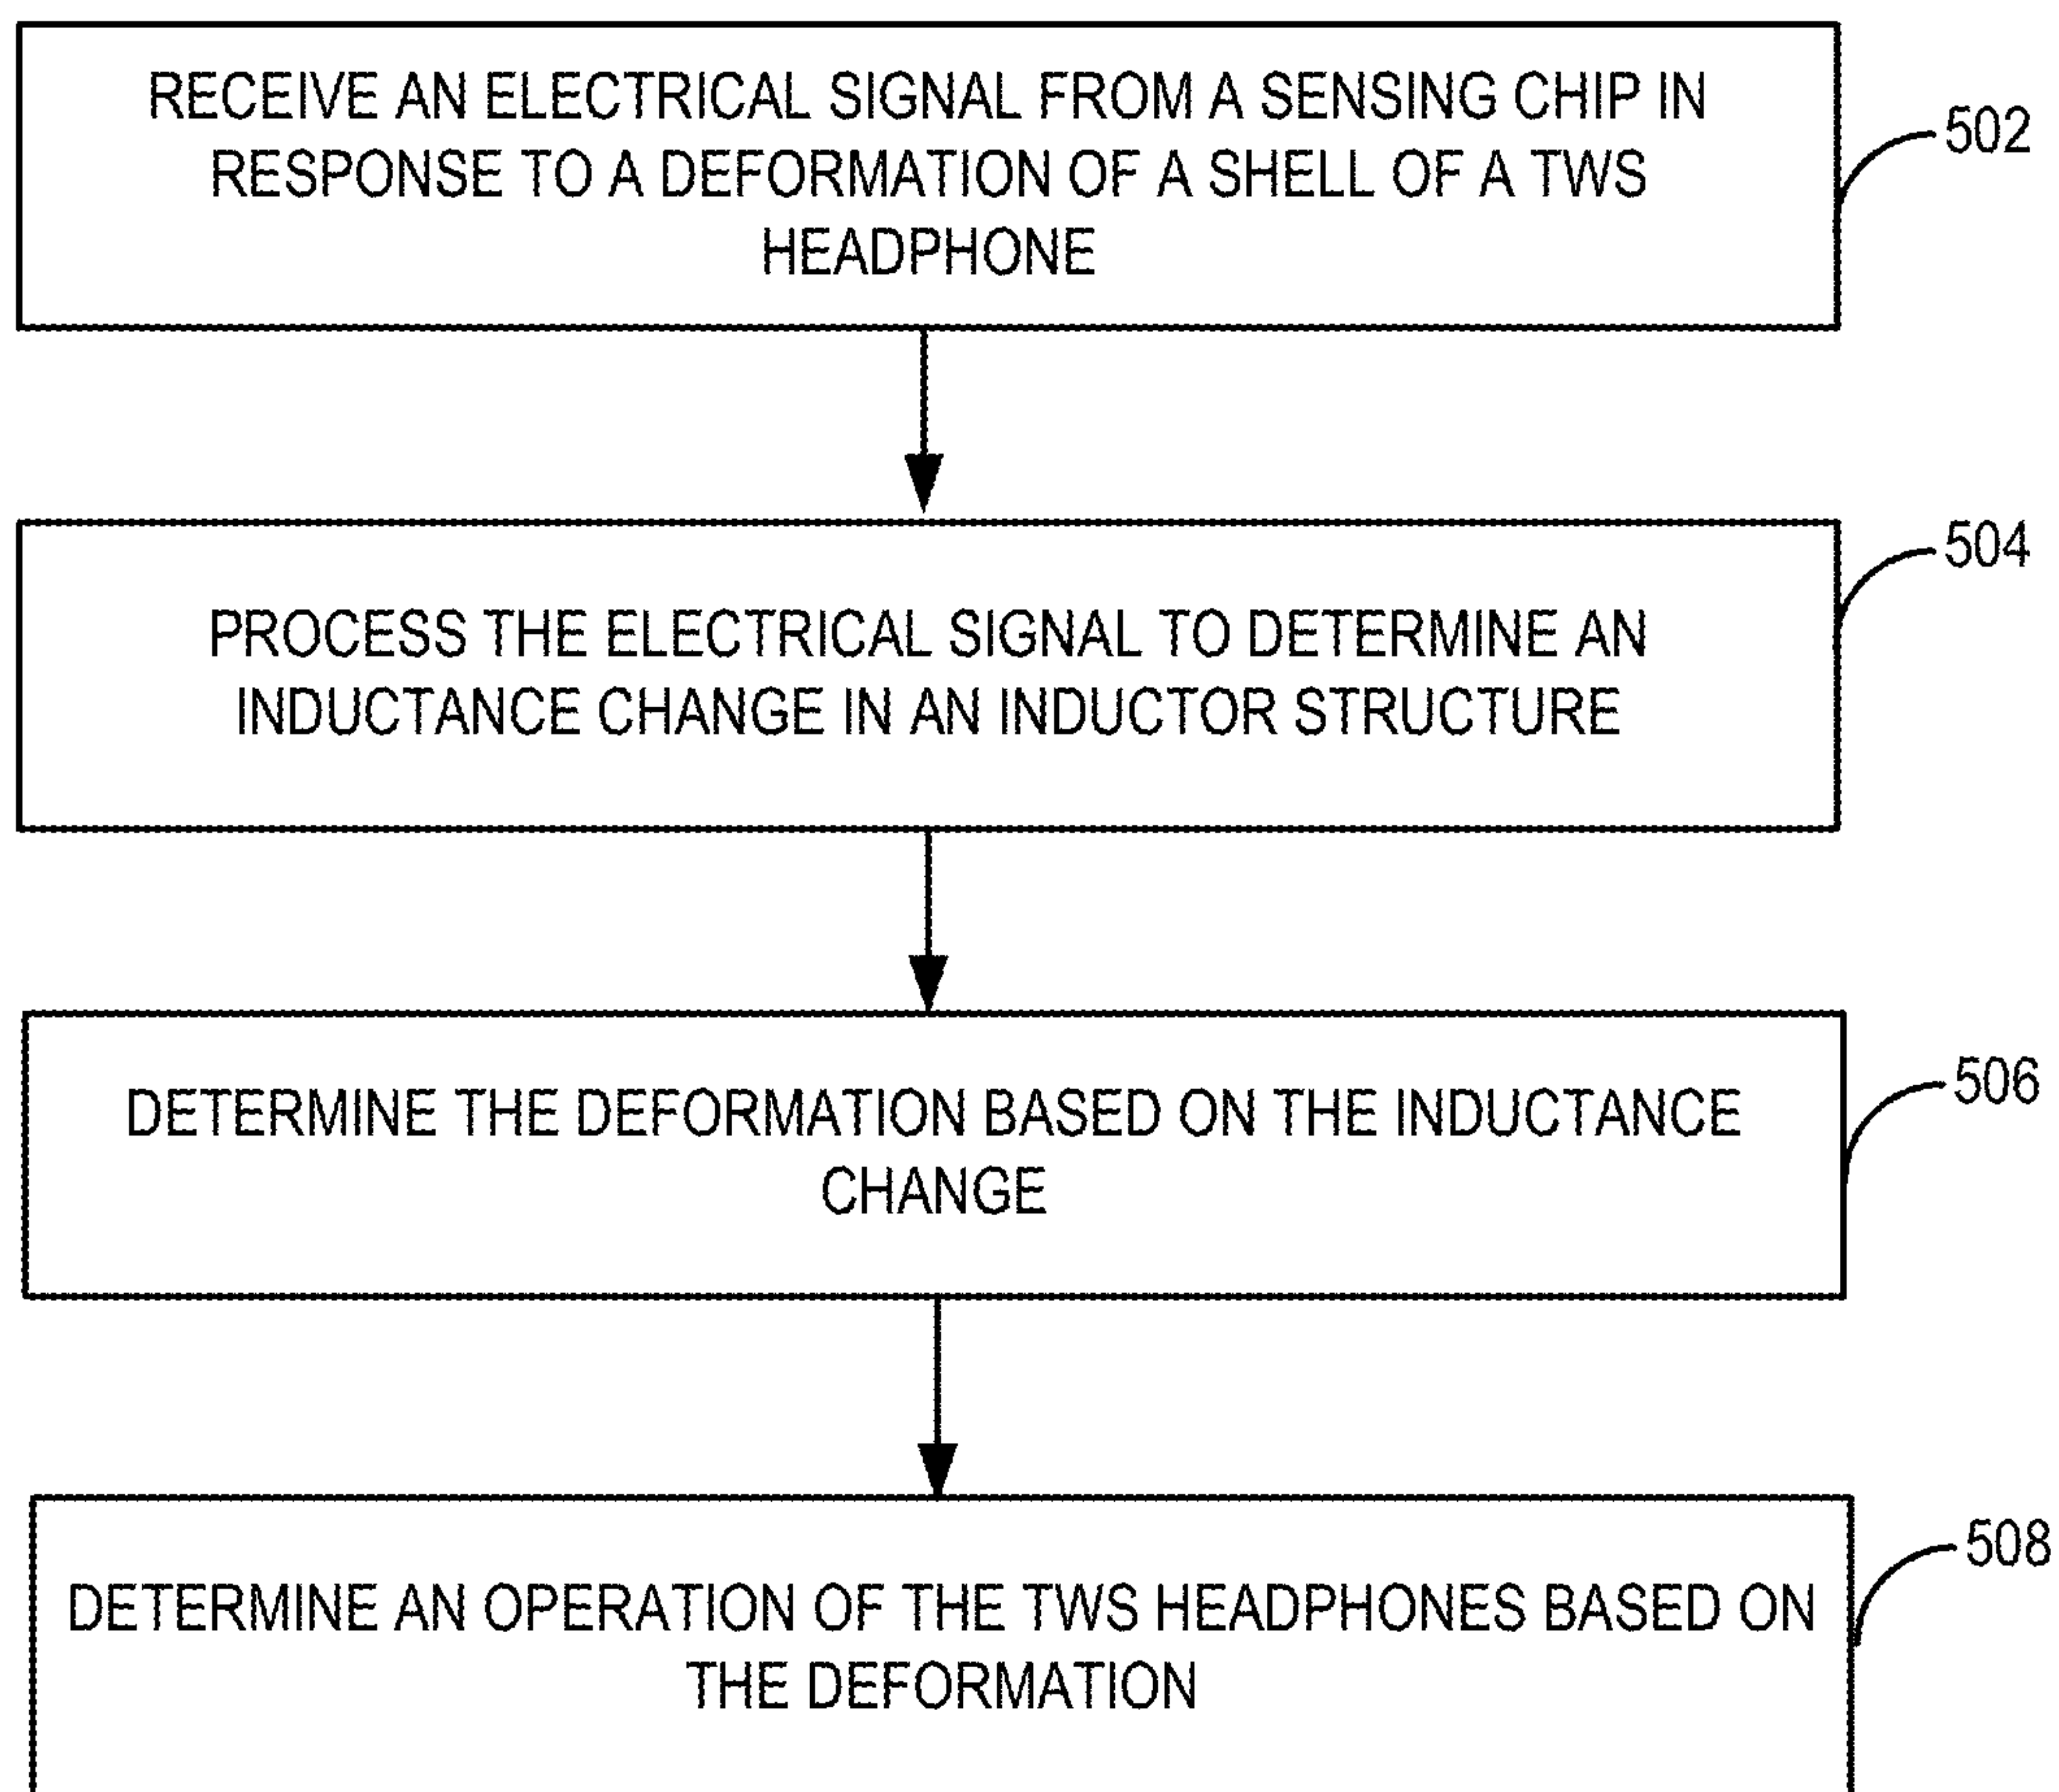 RECEIVE AN ELECTRICAL SIGNAL FROM A SENSING CHIP IN
RESPONSE TO A DEFORMATION OF A SHELL OF A TWS
HEADPHONE
502
PROCESS THE ELECTRICAL SIGNAL TO DETERMINE AN
INDUCTANCE CHANGE IN AN INDUCTOR STRUCTURE
504
DETERMINE THE DEFORMATION BASED ON THE INDUCTANCE
CHANGE
506
DETERMINE AN OPERATION OF THE TWS HEADPHONES BASED ON
THE DEFORMATION
508